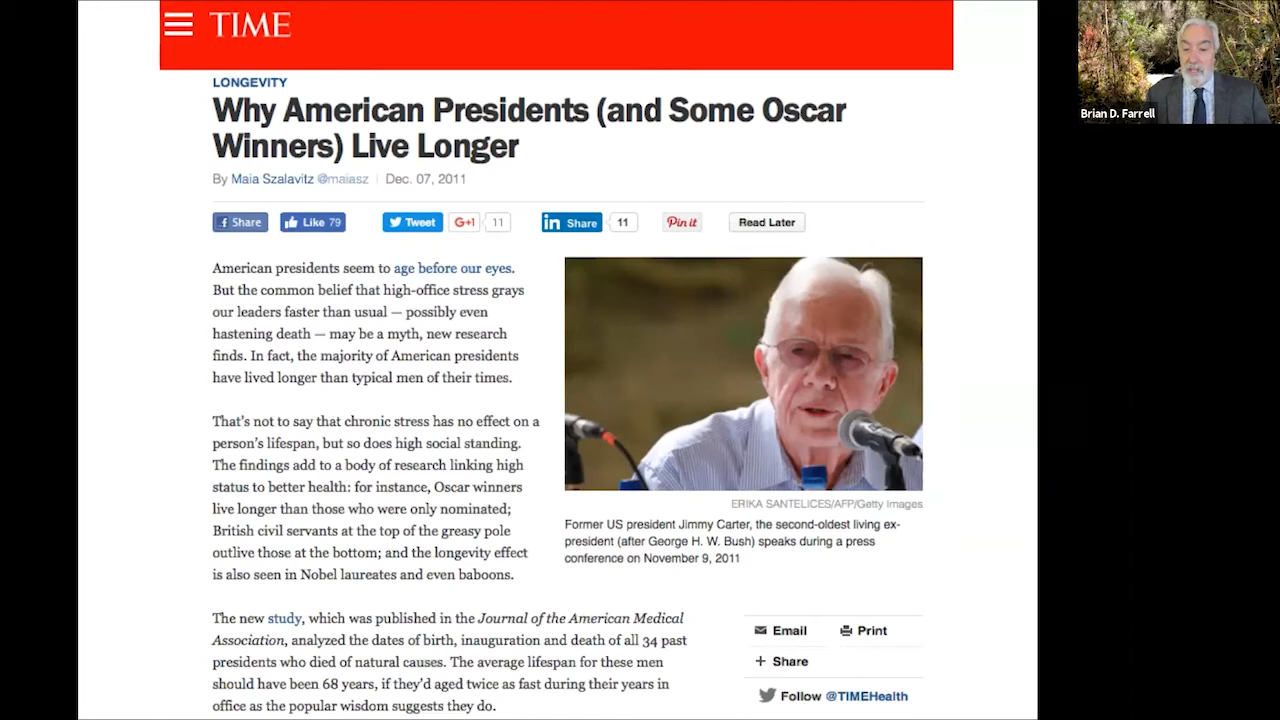 TIME
LONGEVITY
Why American Presidents (and Some Oscar
Winners) Live Longer
By Maia Szalavitz @maiasz | Dec. 07, 2011
Share
Like 79
Tweet
G+1 11
in Share 11
Pin it
Read Later
American presidents seem to age before our eyes.
But the common belief that high-office stress grays
our leaders faster than usual — possibly even
hastening death — may be a myth, new research
finds. In fact, the majority of American presidents
have lived longer than typical men of their times.
That's not to say that chronic stress has no effect on a
person's lifespan, but so does high social standing.
The findings add to a body of research linking high
status to better health: for instance, Oscar winners
live longer than those who were only nominated;
British civil servants at the top of the greasy pole
outlive those at the bottom; and the longevity effect
is also seen in Nobel laureates and even baboons.
ERIKA SANTELICES/AFP/Getty Images
Former US president Jimmy Carter, the second-oldest living ex-
president (after George H. W. Bush) speaks during a press
conference on November 9, 2011
The new study, which was published in the Journal of the American Medical
Association, analyzed the dates of birth, inauguration and death of all 34 past
presidents who died of natural causes. The average lifespan for these men
should have been 68 years, if they'd aged twice as fast during their years in
office as the popular wisdom suggests they do.
Email
Print
+ Share
Follow @TIMEHealth
Brian D. Farrell